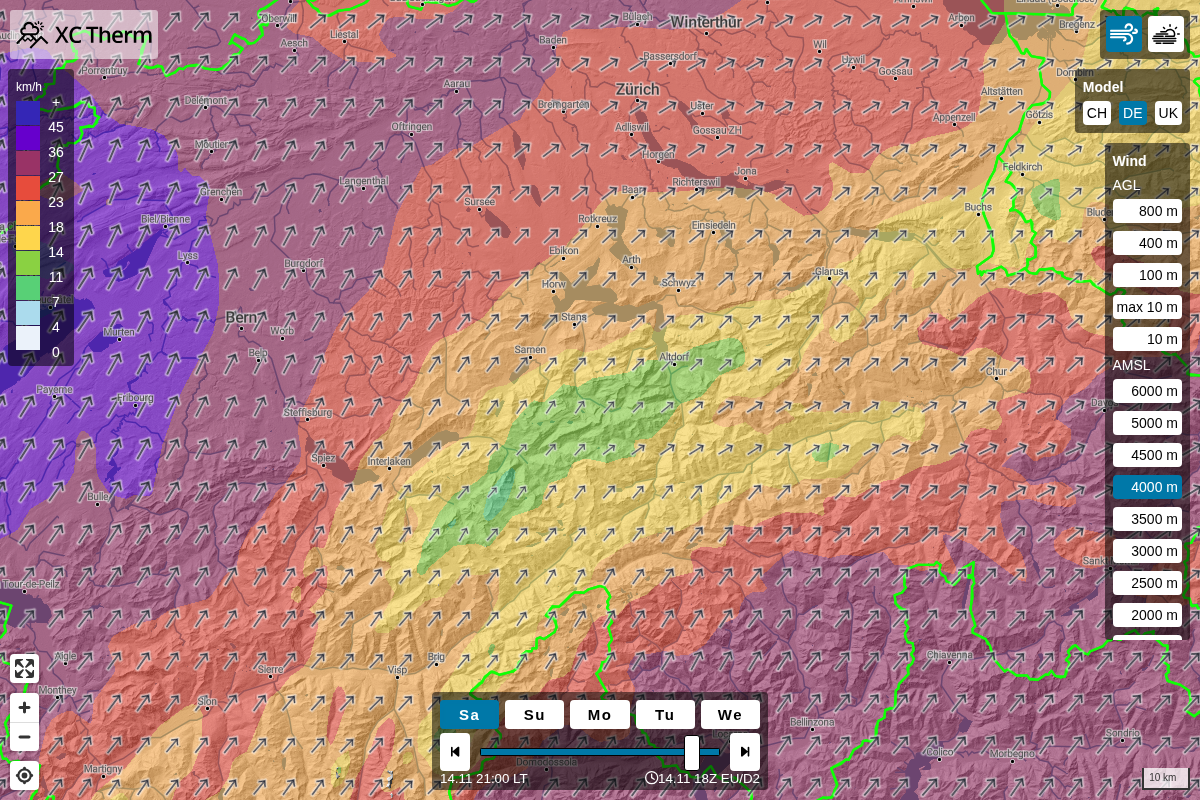 XC Therm
km/h
+
45
36
27
23
18
14
11
7
4
0
Oberwil
Bülach
Winterthur
Arbon
Bregenz
Liestal
Aesch
Baden
Wil
Bassersdorf
Uzwil
Gossau
Dornbirn
Porrentruy
Aarau
Zürich
Altstätten
Delémont
Bremgarten
Uster
Götzis
Oftringen
Adliswil
Gossau ZH
Appenzell
Moutier
Horgen
Feldkirch
Langenthal
Baar
Richterswil
Jona
Grenchen
Sursee
Buchs
Biel/Bienne
Rotkreuz
Einsiedeln
Lyss
Burgdorf
Ebikon
Arth
Glarus
Horw
Schwyz
Bern
Stans
Murten
Worb
Belp
Sarnen
Altdorf
Chur
Payerne
Fribourg
Steffisburg
Spiez
Interlaken
Bulle
Tour-de-Peilz
Aigle
Sierre
Visp
Brig
Chiavenna
Monthey
Sion
Bellinzona
Sondrio
Colico
Morbegno
Domodossola
Martigny
Model
CH
DE
UK
Wind
AGL
800 m
400 m
100 m
max 10 m
10 m
AMSL
6000 m
5000 m
4500 m
4000 m
3500 m
3000 m
2500 m
2000 m
+
−
Sa
Su
Mo
Tu
We
14.11 21:00 LT
14.11 18Z EU/D2
10 km